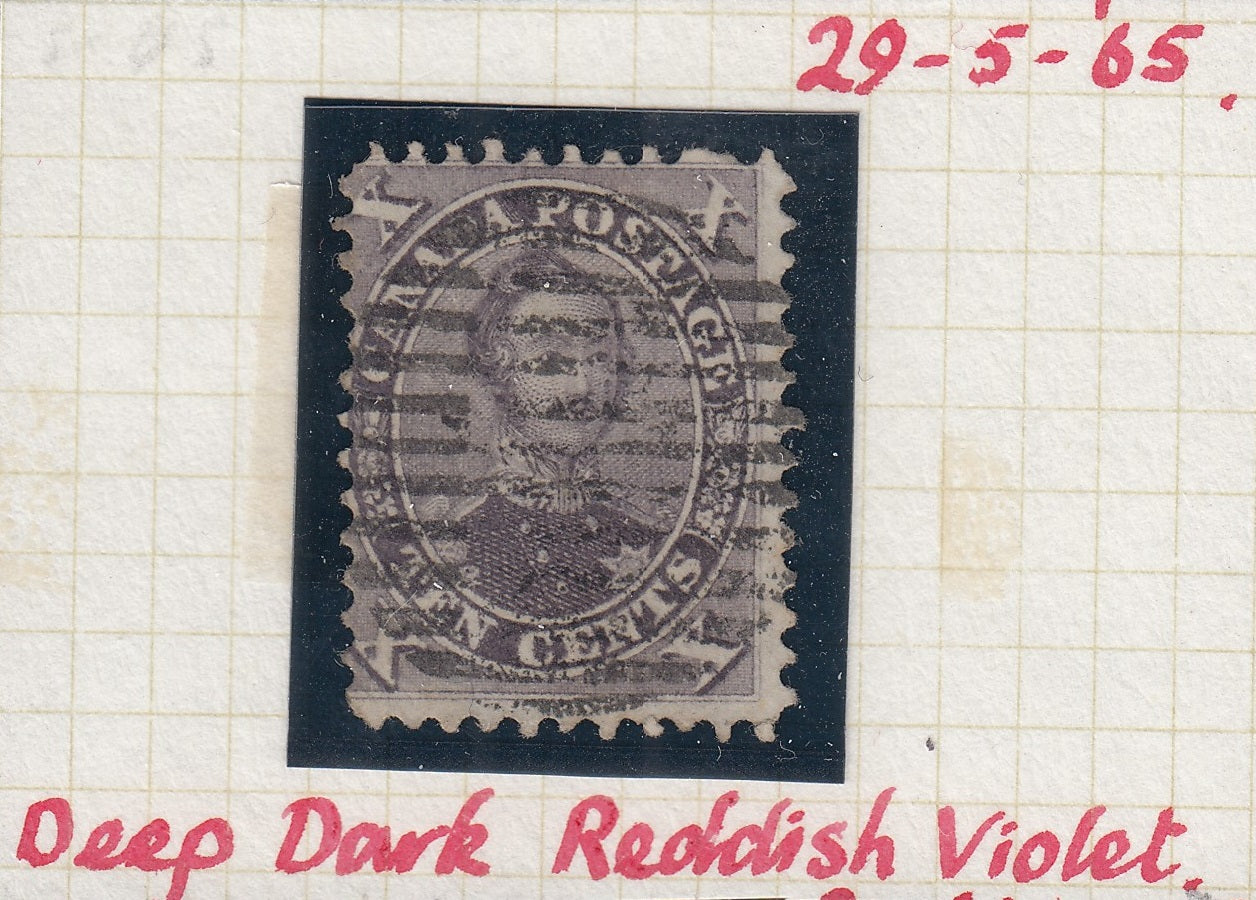 29-5-'65.
X X
CANADA POSTAGE
TEN CENTS
X X
Deep Dark Reddish Violet.